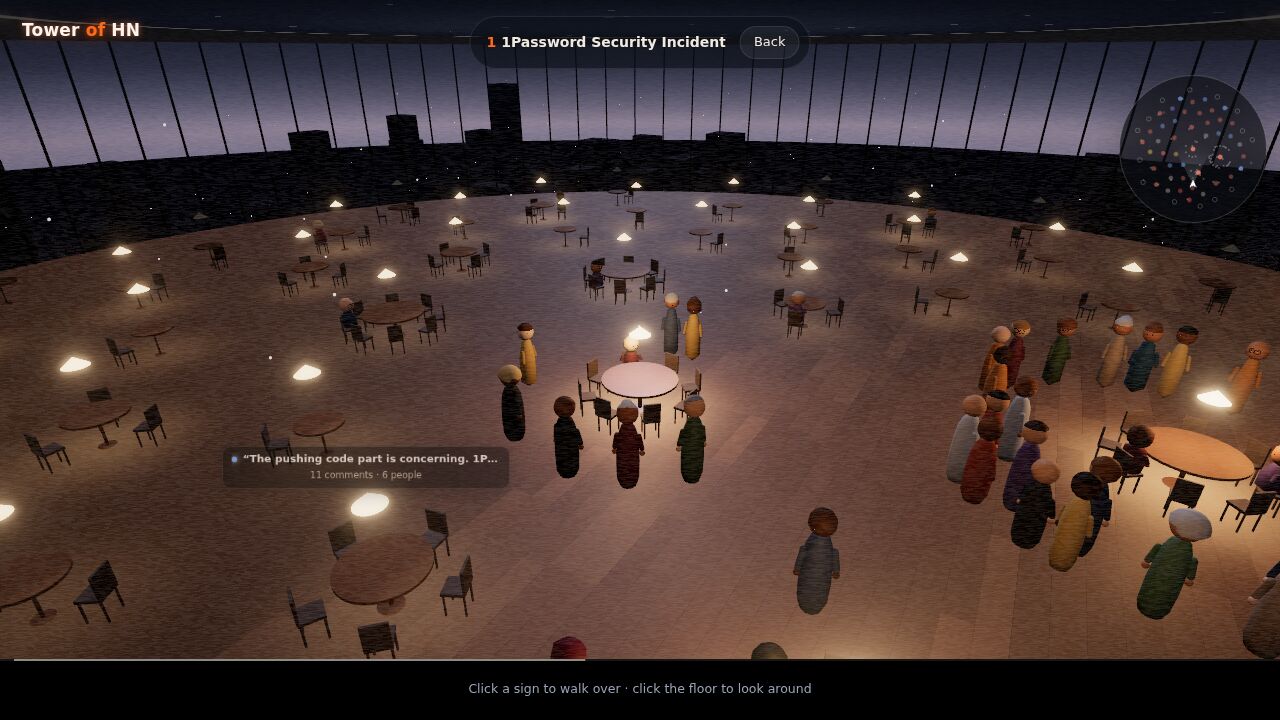 Tower of HN
1 1Password Security Incident Back
“The pushing code part is concerning. 1P...
11 comments · 6 people
Click a sign to walk over · click the floor to look around